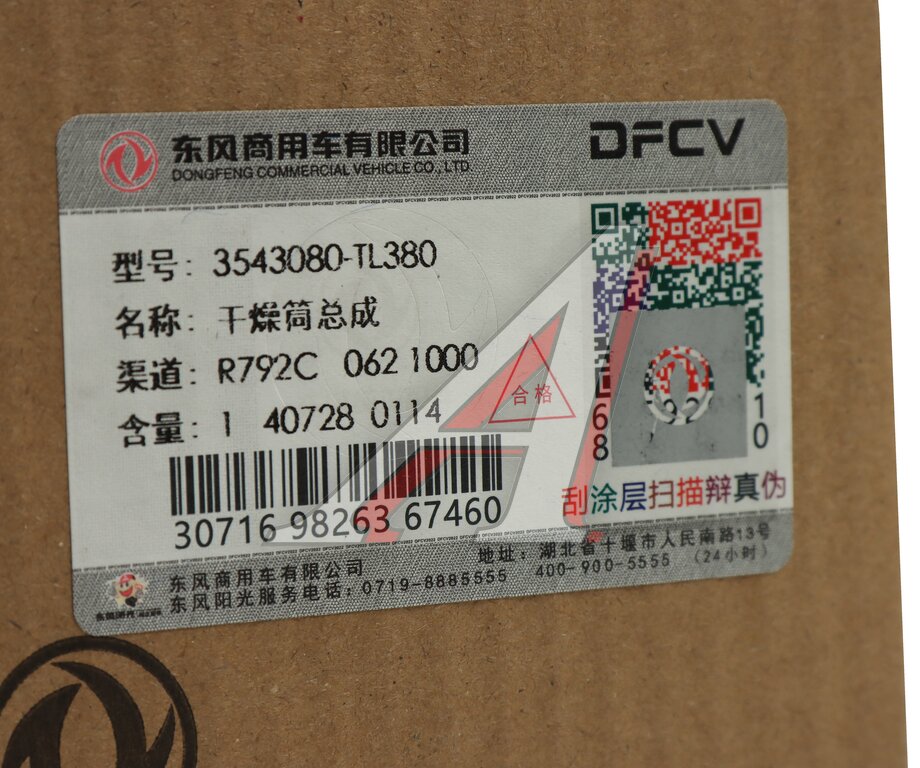 东风商用车有限公司
DONGFENG COMMERCIAL VEHICLE CO., LTD
DFCV
型号: 3543080-TL380
名称: 干燥筒总成
渠道: R792C 062 1000
含量: 1 40728 0114
合格
68
10
30716 98263 67460
刮涂层扫描辩真伪
东风商用车有限公司
东风阳光服务电话: 0719-8885555
地址: 湖北省十堰市人民南路13号
400-900-5555 (24小时)